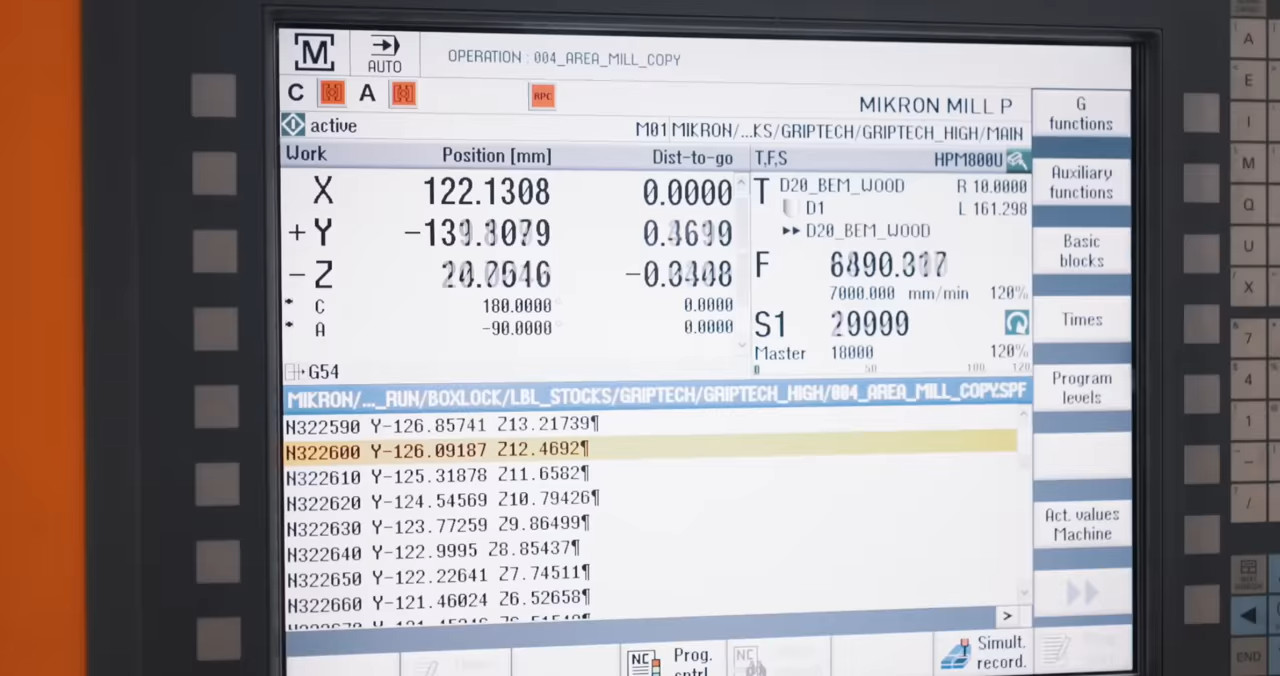 M AUTO OPERATION : 004_AREA_MILL_COPY
C A RPC
MIKRON MILL P
active M01 MIKRON/...KS/GRIPTECH/GRIPTECH_HIGH/MAIN
Work Position [mm] Dist-to-go T,F,S HPM800U
X 122.1308 0.0000
T D20_BEM_WOOD R 10.0000
D1 L 161.298
▸▸ D20_BEM_WOOD
+ Y
- Z
F
7000.000 mm/min 120%
C 180.0000 0.0000
A -90.0000 0.0000
S1
Master 18000 120%
0 50 100 120
G54
MIKRON/..._RUN/BOXLOCK/LBL_STOCKS/GRIPTECH/GRIPTECH_HIGH/004_AREA_MILL_COPY.SPF
N322590 Y-126.85741 Z13.21739¶
N322600 Y-126.09187 Z12.4692¶
N322610 Y-125.31878 Z11.6582¶
N322620 Y-124.54569 Z10.79426¶
N322630 Y-123.77259 Z9.86499¶
N322640 Y-122.9995 Z8.85437¶
N322650 Y-122.22641 Z7.74511¶
N322660 Y-121.46024 Z6.52658¶
G
functions
Auxiliary
functions
Basic
blocks
Times
Program
levels
Act. values
Machine
>
NC Prog.
NC
Simult.
record.
A
E
I
M
Q
U
X
7
4
1
-
/
END